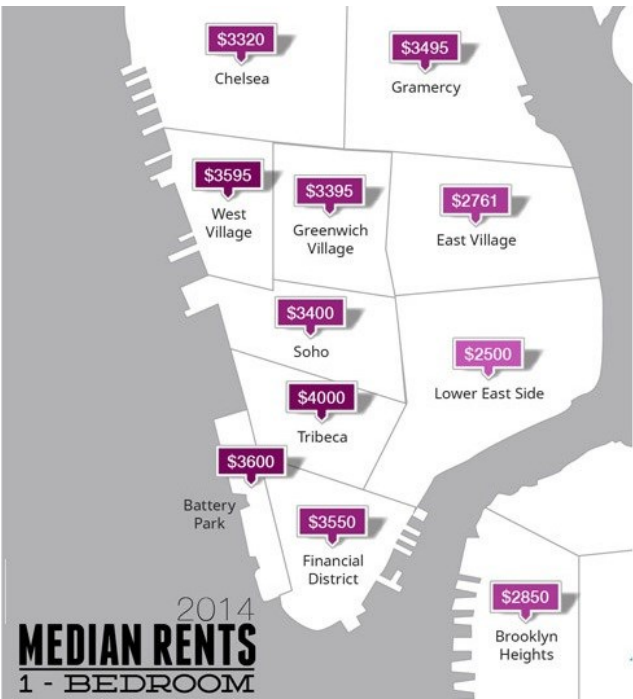 $3320
Chelsea
$3495
Gramercy
$3595
West
Village
$3395
Greenwich
Village
$2761
East Village
$3400
Soho
$2500
Lower East Side
$4000
Tribeca
$3600
Battery
Park
$3550
Financial
District
$2850
Brooklyn
Heights
2014
MEDIAN RENTS
1 - BEDROOM